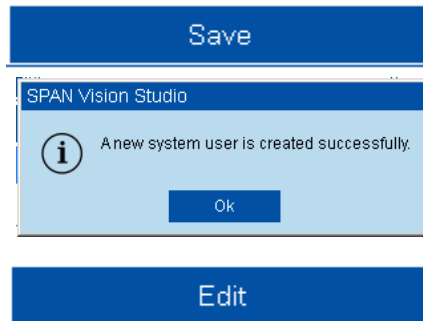 Save
SPAN Vision Studio
A new system user is created successfully.
Ok
Edit